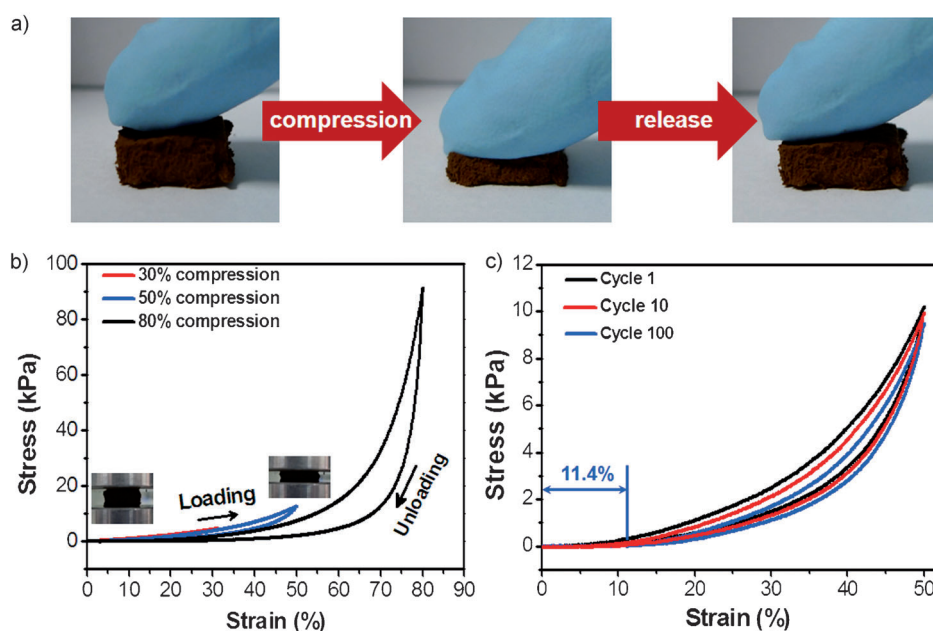 a)
compression
release
b)
100
80
60
40
20
0
Stress (kPa)
30% compression
50% compression
80% compression
Loading
Unloading
0 10 20 30 40 50 60 70 80 90
Strain (%)
c)
12
10
8
6
4
2
0
Stress (kPa)
Cycle 1
Cycle 10
Cycle 100
11.4%
0 10 20 30 40 50
Strain (%)